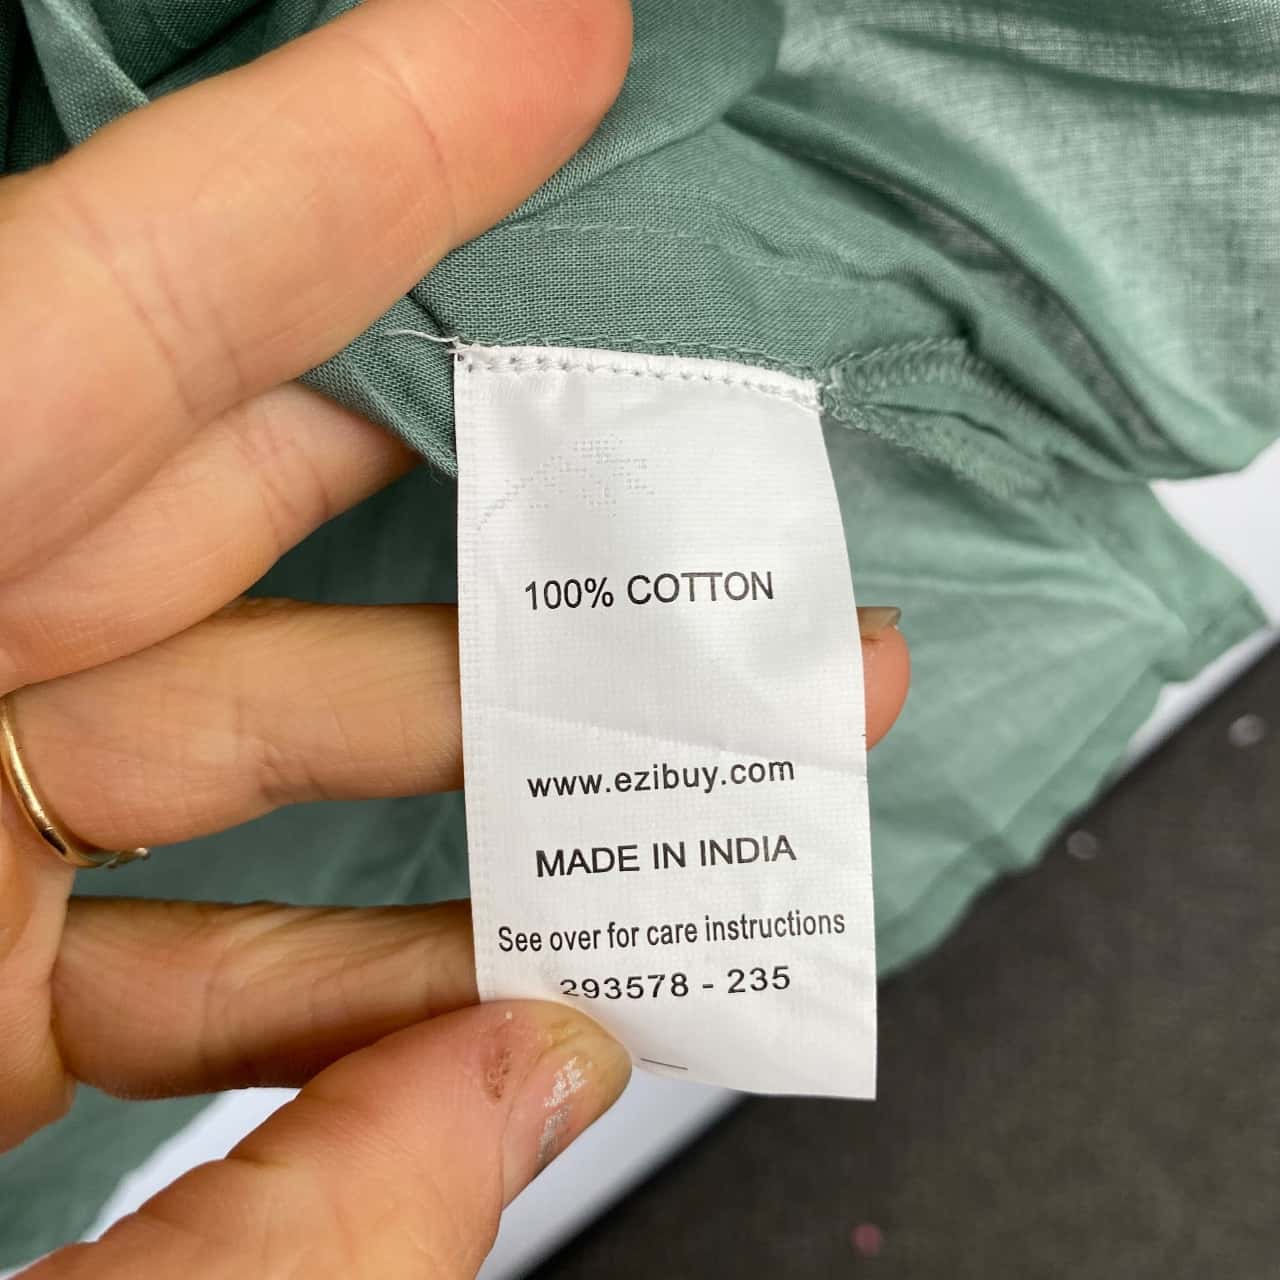 100% COTTON
www.ezibuy.com
MADE IN INDIA
See over for care instructions
293578 - 235